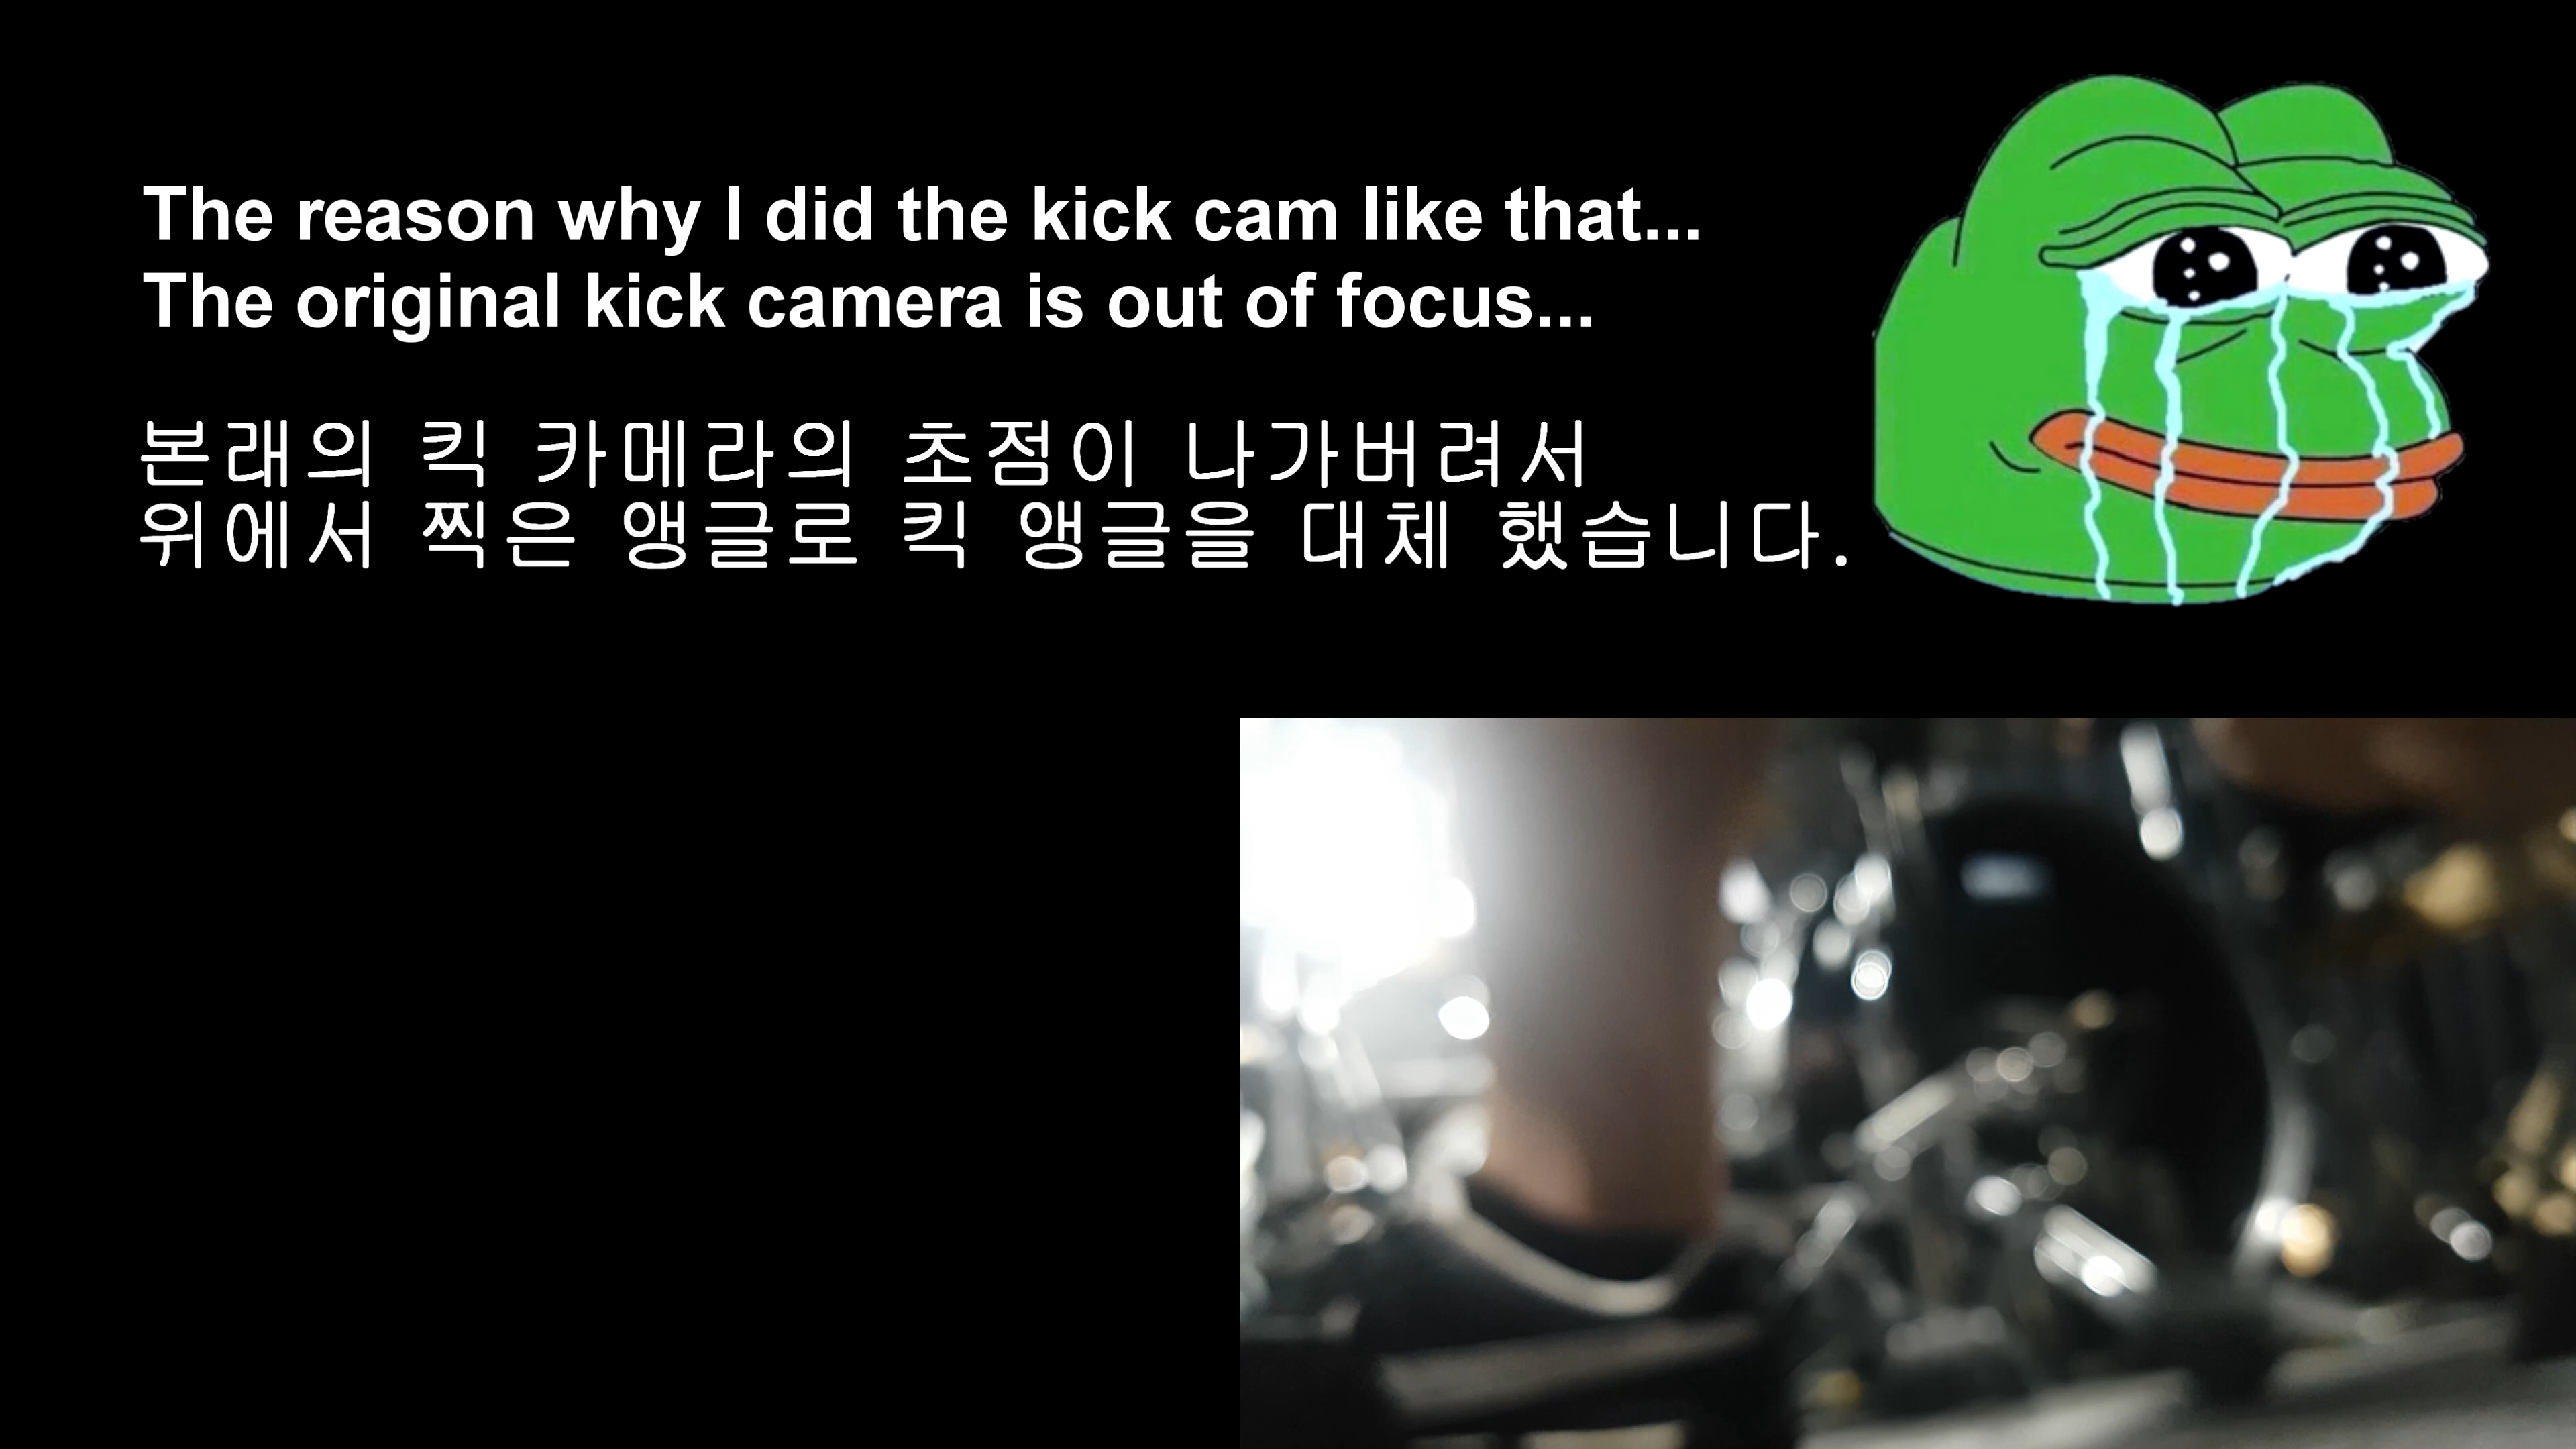 The reason why I did the kick cam like that...
The original kick camera is out of focus...
본래의 킥 카메라의 초점이 나가버려서
위에서 찍은 앵글로 킥 앵글을 대체 했습니다.